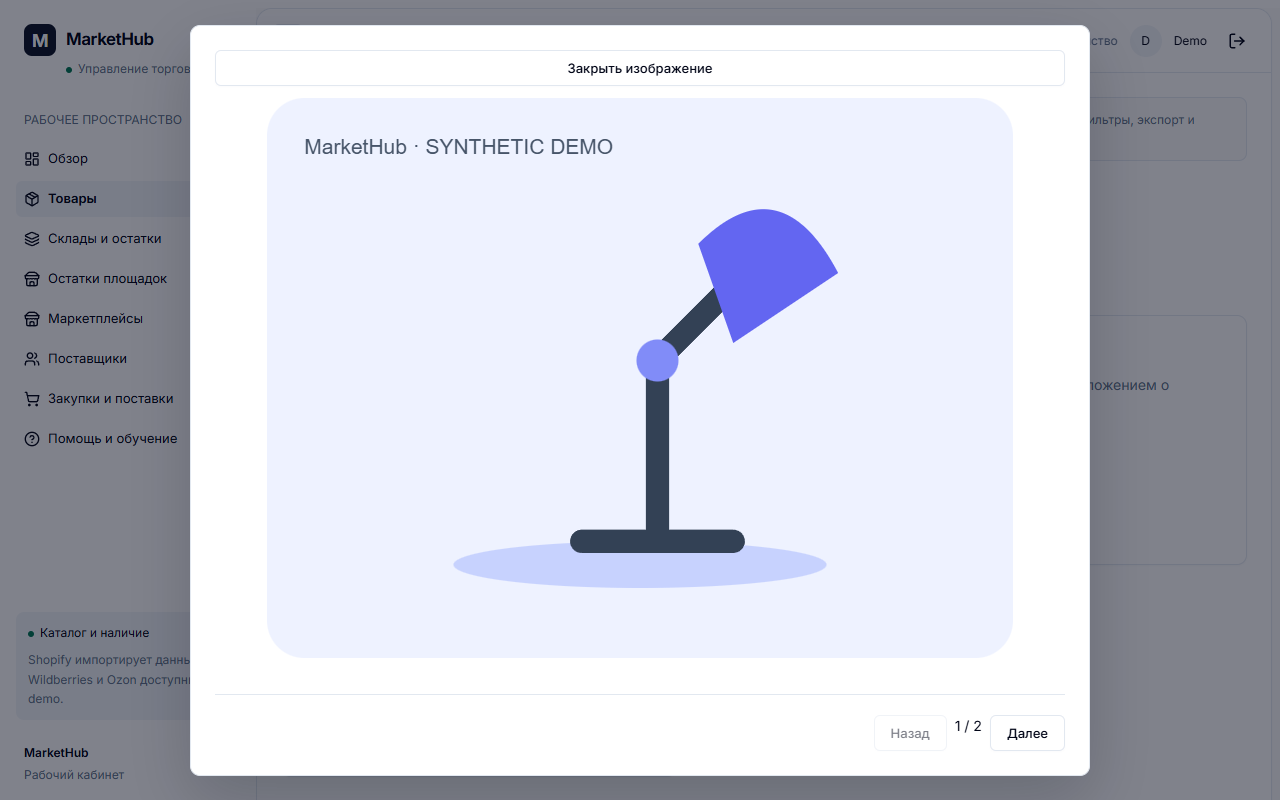 M MarketHub
Управление торгов
РАБОЧЕЕ ПРОСТРАНСТВО
Обзор
Товары
Склады и остатки
Остатки площадок
Маркетплейсы
Поставщики
Закупки и поставки
Помощь и обучение
Каталог и наличие
Shopify импортирует данн
Wildberries и Ozon доступн
demo.
MarketHub
Рабочий кабинет
Закрыть изображение
MarketHub · SYNTHETIC DEMO
Назад
1 / 2
Далее
ство
D
Demo
ильтры, экспорт и
ложением о